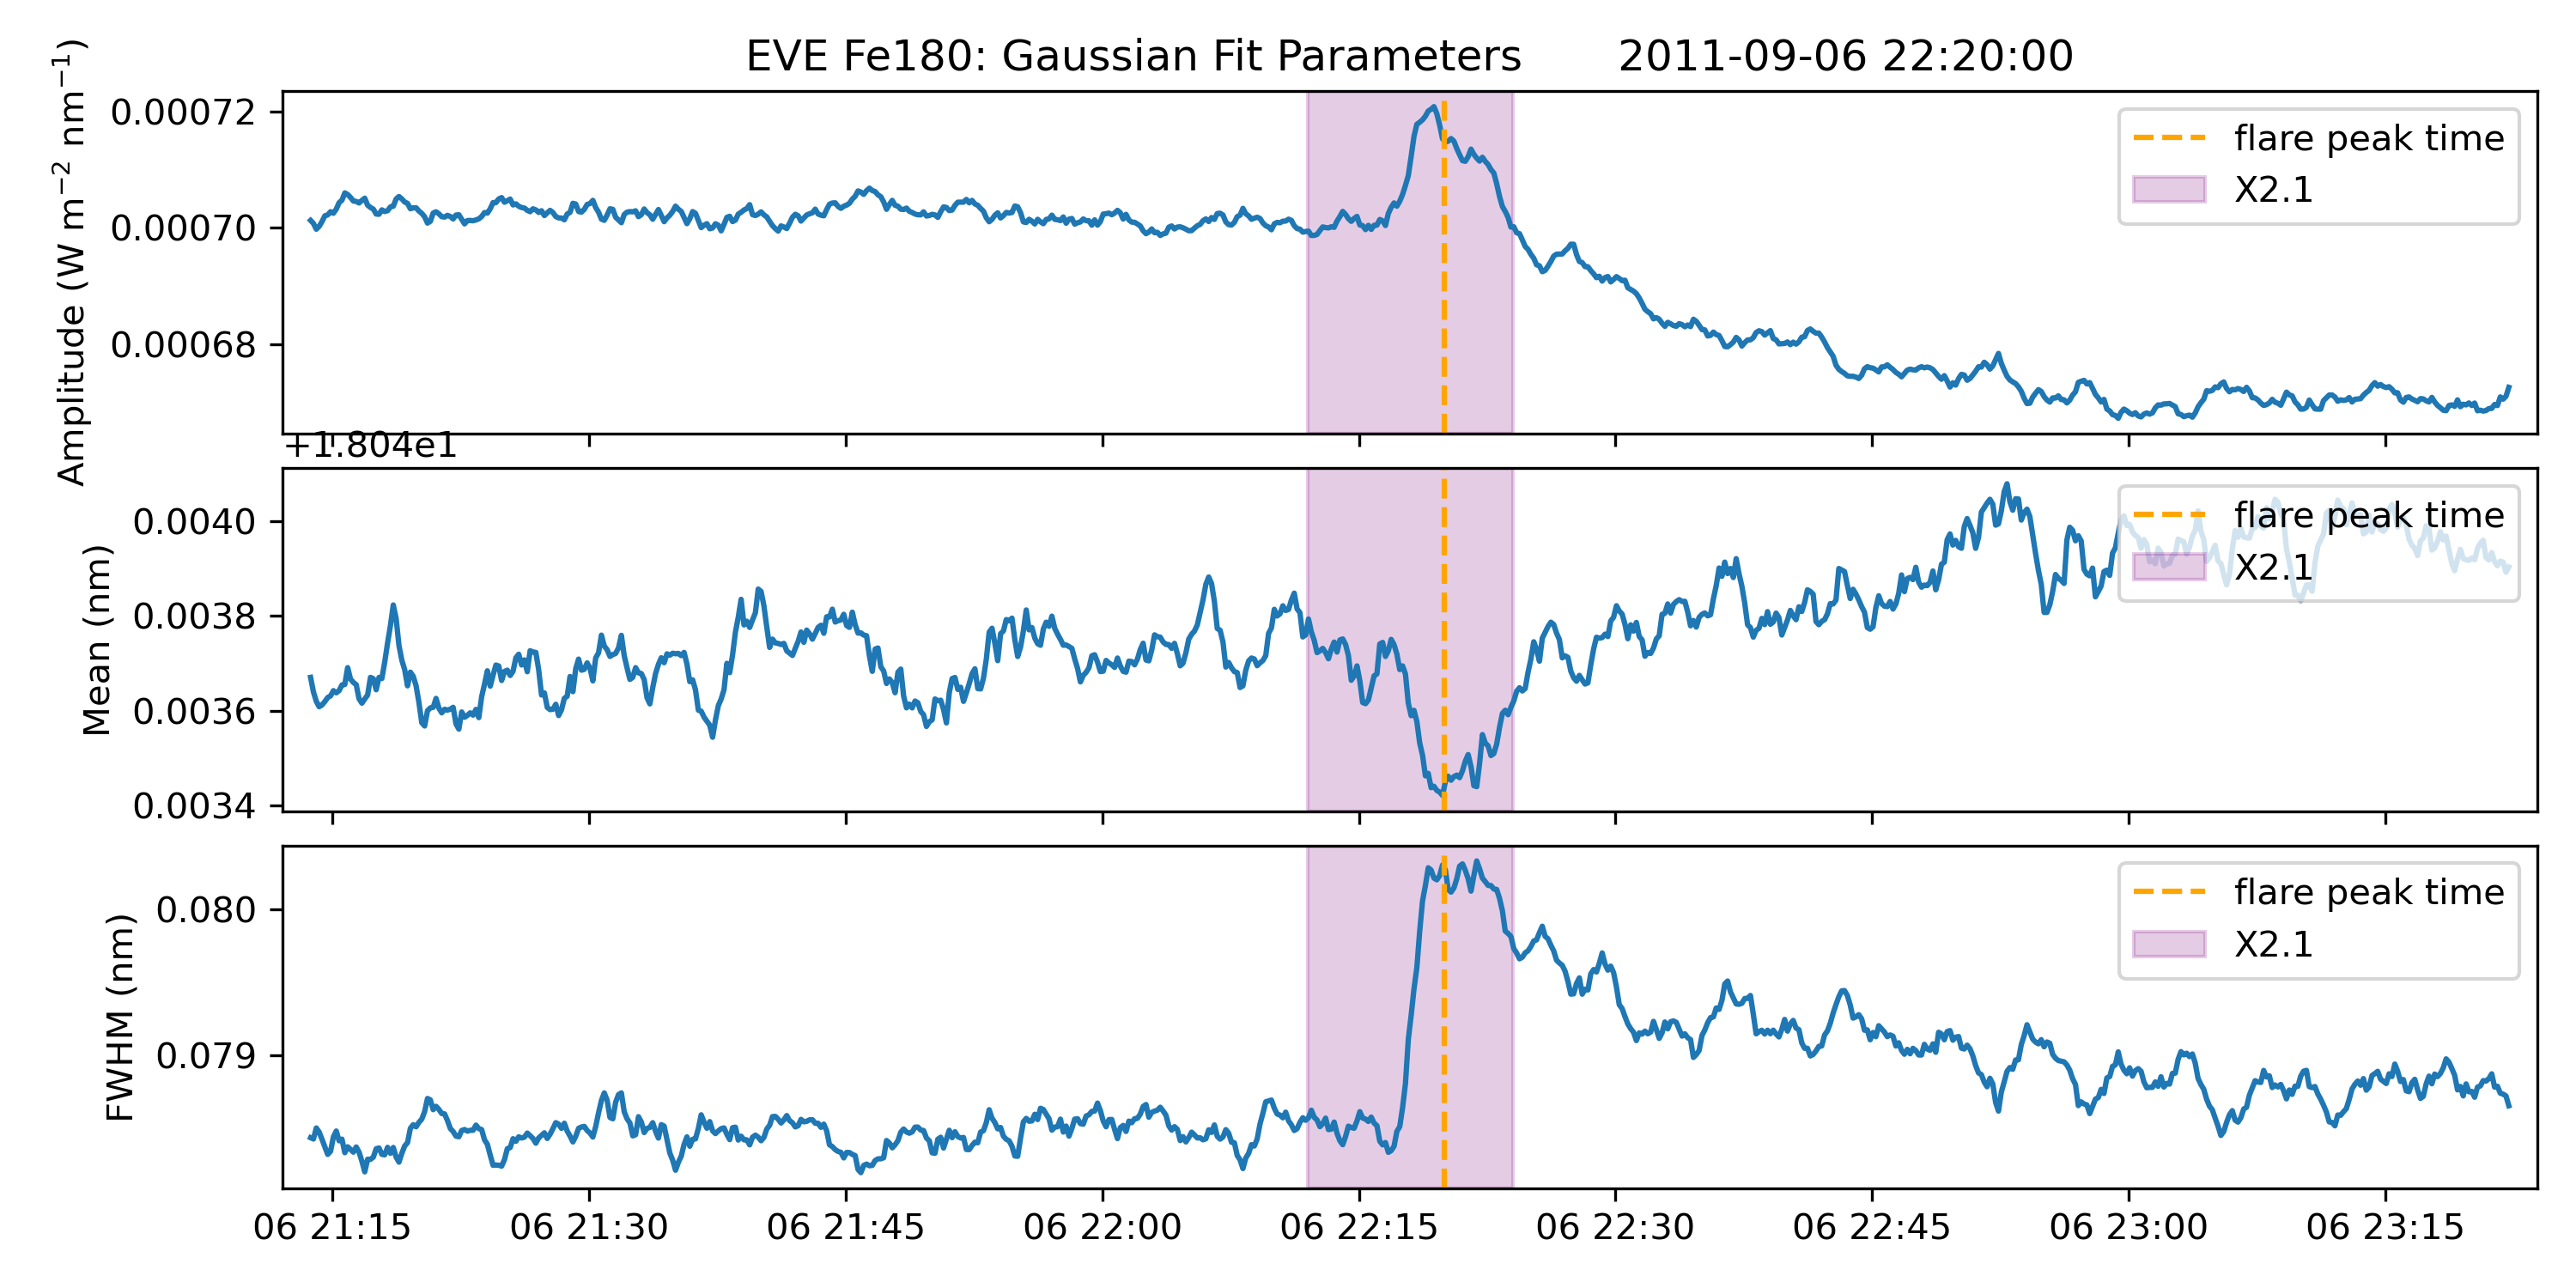 EVE Fe180: Gaussian Fit Parameters 2011-09-06 22:20:00
Amplitude (W m⁻² nm⁻¹)
0.00072
0.00070
0.00068
flare peak time
X2.1
+1.804e1
Mean (nm)
0.0040
0.0038
0.0036
0.0034
flare peak time
X2.1
FWHM (nm)
0.080
0.079
flare peak time
X2.1
06 21:15 06 21:30 06 21:45 06 22:00 06 22:15 06 22:30 06 22:45 06 23:00 06 23:15